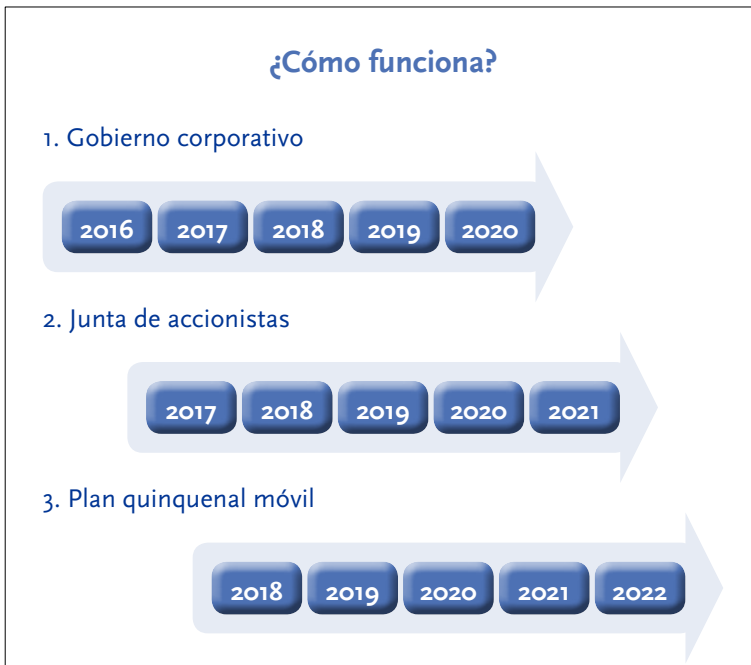 ¿Cómo funciona?
1. Gobierno corporativo
2016 2017 2018 2019 2020
2. Junta de accionistas
2017 2018 2019 2020 2021
3. Plan quinquenal móvil
2018 2019 2020 2021 2022